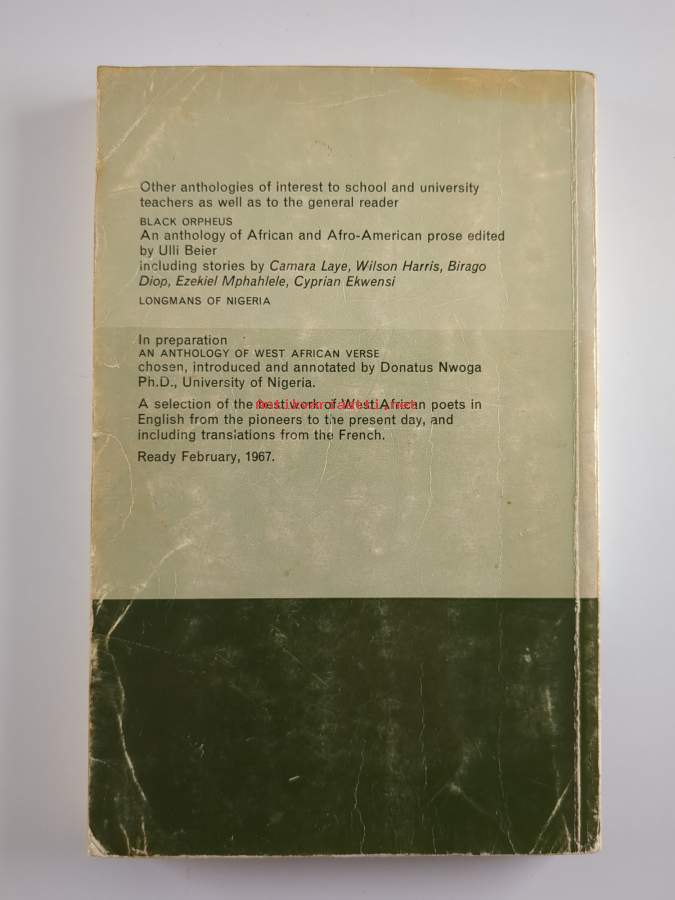 Other anthologies of interest to school and university
teachers as well as to the general reader
BLACK ORPHEUS
An anthology of African and Afro-American prose edited
by Ulli Beier
including stories by Camara Laye, Wilson Harris, Birago
Diop, Ezekiel Mphahlele, Cyprian Ekwensi
LONGMANS OF NIGERIA
In preparation
AN ANTHOLOGY OF WEST AFRICAN VERSE
chosen, introduced and annotated by Donatus Nwoga
Ph.D., University of Nigeria.
A selection of the best work of West African poets in
English from the pioneers to the present day, and
including translations from the French.
Ready February, 1967.
antikvariaatti.net